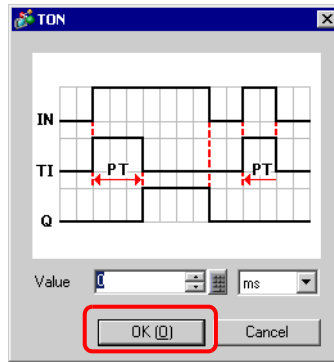 TON
IN
TI PT PT
Q
Value 0 ms
OK (O) Cancel